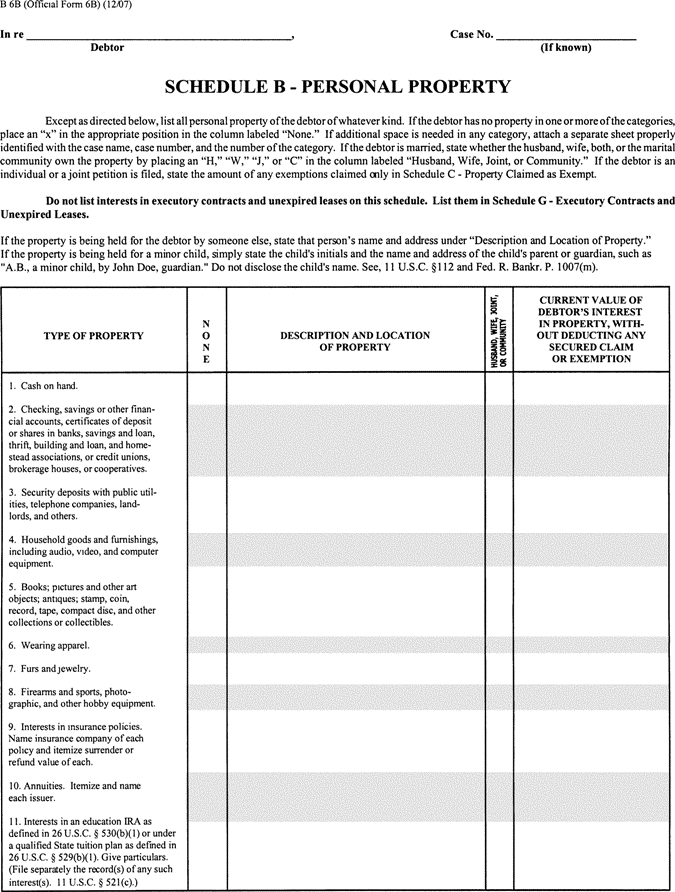 B 6B (Official Form 6B) (12/07)
In re ____________________________________________, Case No. _________________________
Debtor (If known)
SCHEDULE B - PERSONAL PROPERTY
Except as directed below, list all personal property of the debtor of whatever kind. If the debtor has no property in one or more of the categories,
place an “x” in the appropriate position in the column labeled “None.” If additional space is needed in any category, attach a separate sheet properly
identified with the case name, case number, and the number of the category. If the debtor is married, state whether the husband, wife, both, or the marital
community own the property by placing an “H,” “W,” “J,” or “C” in the column labeled “Husband, Wife, Joint, or Community.” If the debtor is an
individual or a joint petition is filed, state the amount of any exemptions claimed only in Schedule C - Property Claimed as Exempt.
Do not list interests in executory contracts and unexpired leases on this schedule. List them in Schedule G - Executory Contracts and
Unexpired Leases.
If the property is being held for the debtor by someone else, state that person’s name and address under “Description and Location of Property.”
If the property is being held for a minor child, simply state the child's initials and the name and address of the child's parent or guardian, such as
"A.B., a minor child, by John Doe, guardian." Do not disclose the child's name. See, 11 U.S.C. §112 and Fed. R. Bankr. P. 1007(m).
TYPE OF PROPERTY
N
O
N
E
DESCRIPTION AND LOCATION
OF PROPERTY
HUSBAND, WIFE, JOINT,
OR COMMUNITY
CURRENT VALUE OF
DEBTOR’S INTEREST
IN PROPERTY, WITH-
OUT DEDUCTING ANY
SECURED CLAIM
OR EXEMPTION
1. Cash on hand.
2. Checking, savings or other finan-
cial accounts, certificates of deposit
or shares in banks, savings and loan,
thrift, building and loan, and home-
stead associations, or credit unions,
brokerage houses, or cooperatives.
3. Security deposits with public util-
ities, telephone companies, land-
lords, and others.
4. Household goods and furnishings,
including audio, video, and computer
equipment.
5. Books; pictures and other art
objects; antiques; stamp, coin,
record, tape, compact disc, and other
collections or collectibles.
6. Wearing apparel.
7. Furs and jewelry.
8. Firearms and sports, photo-
graphic, and other hobby equipment.
9. Interests in insurance policies.
Name insurance company of each
policy and itemize surrender or
refund value of each.
10. Annuities. Itemize and name
each issuer.
11. Interests in an education IRA as
defined in 26 U.S.C. § 530(b)(1) or under
a qualified State tuition plan as defined in
26 U.S.C. § 529(b)(1). Give particulars.
(File separately the record(s) of any such
interest(s). 11 U.S.C. § 521(c).)